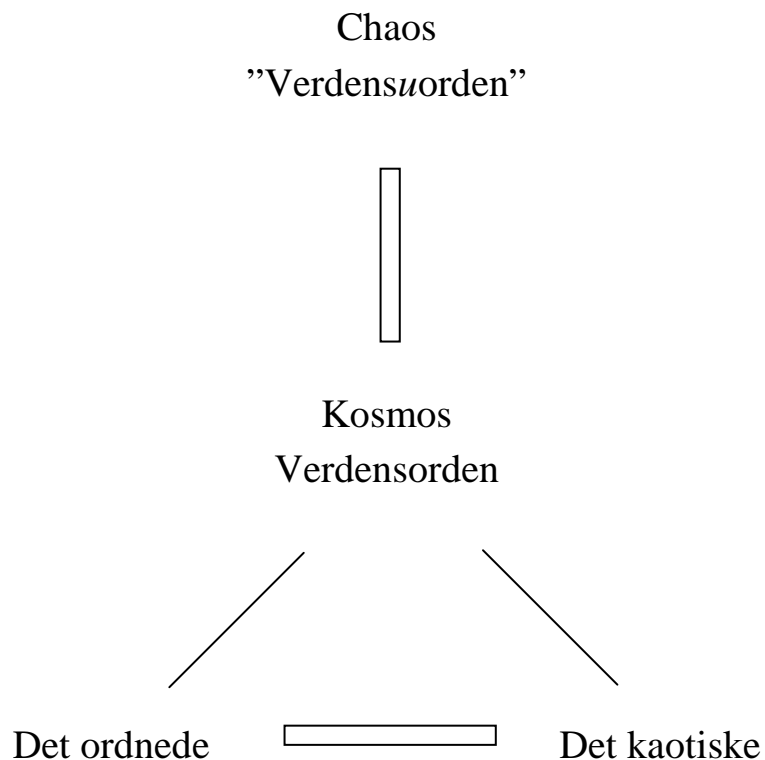 Chaos
”Verdensuorden”
Kosmos
Verdensorden
Det ordnede
Det kaotiske